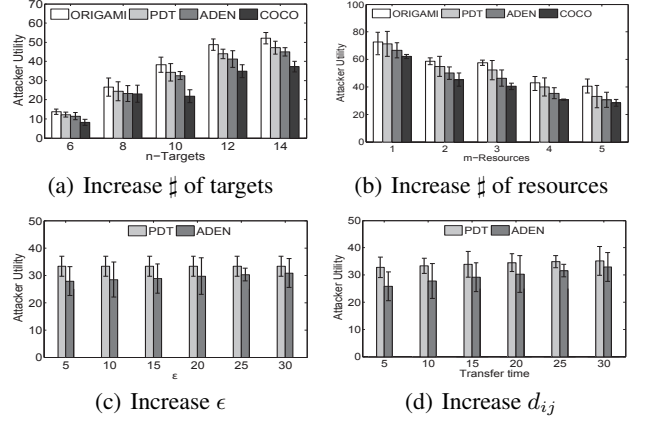 ORIGAMI PDT ADEN COCO
Attacker Utility
70
60
50
40
30
20
10
0
6 8 10 12 14
n−Targets
(a) Increase ♯ of targets
ORIGAMI PDT ADEN COCO
Attacker Utility
100
80
60
40
20
0
1 2 3 4 5
m−Resources
(b) Increase ♯ of resources
PDT ADEN
Attacker Utility
50
40
30
20
10
0
5 10 15 20 25 30
ε
(c) Increase ϵ
PDT ADEN
Attacker Utility
50
40
30
20
10
0
5 10 15 20 25 30
Transfer time
(d) Increase d_ij